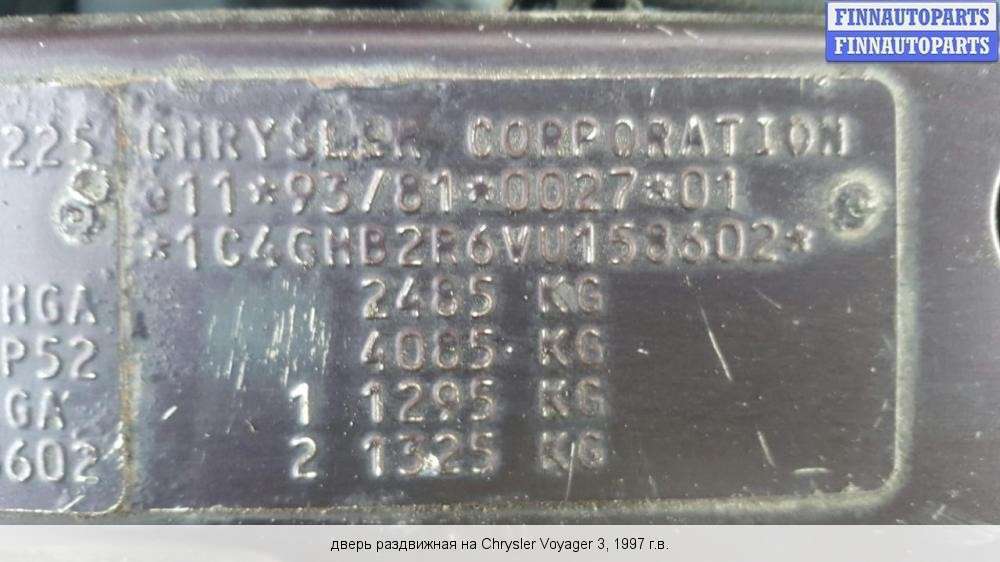 FINNAUTOPARTS
FINNAUTOPARTS
225
HGA
P52
GA
602
CHRYSLER CORPORATION
e11*93/81*0027*01
*1C4GHB2R6VU158602*
2485 KG
4085 KG
1 1295 KG
2 1325 KG
дверь раздвижная на Chrysler Voyager 3, 1997 г.в.